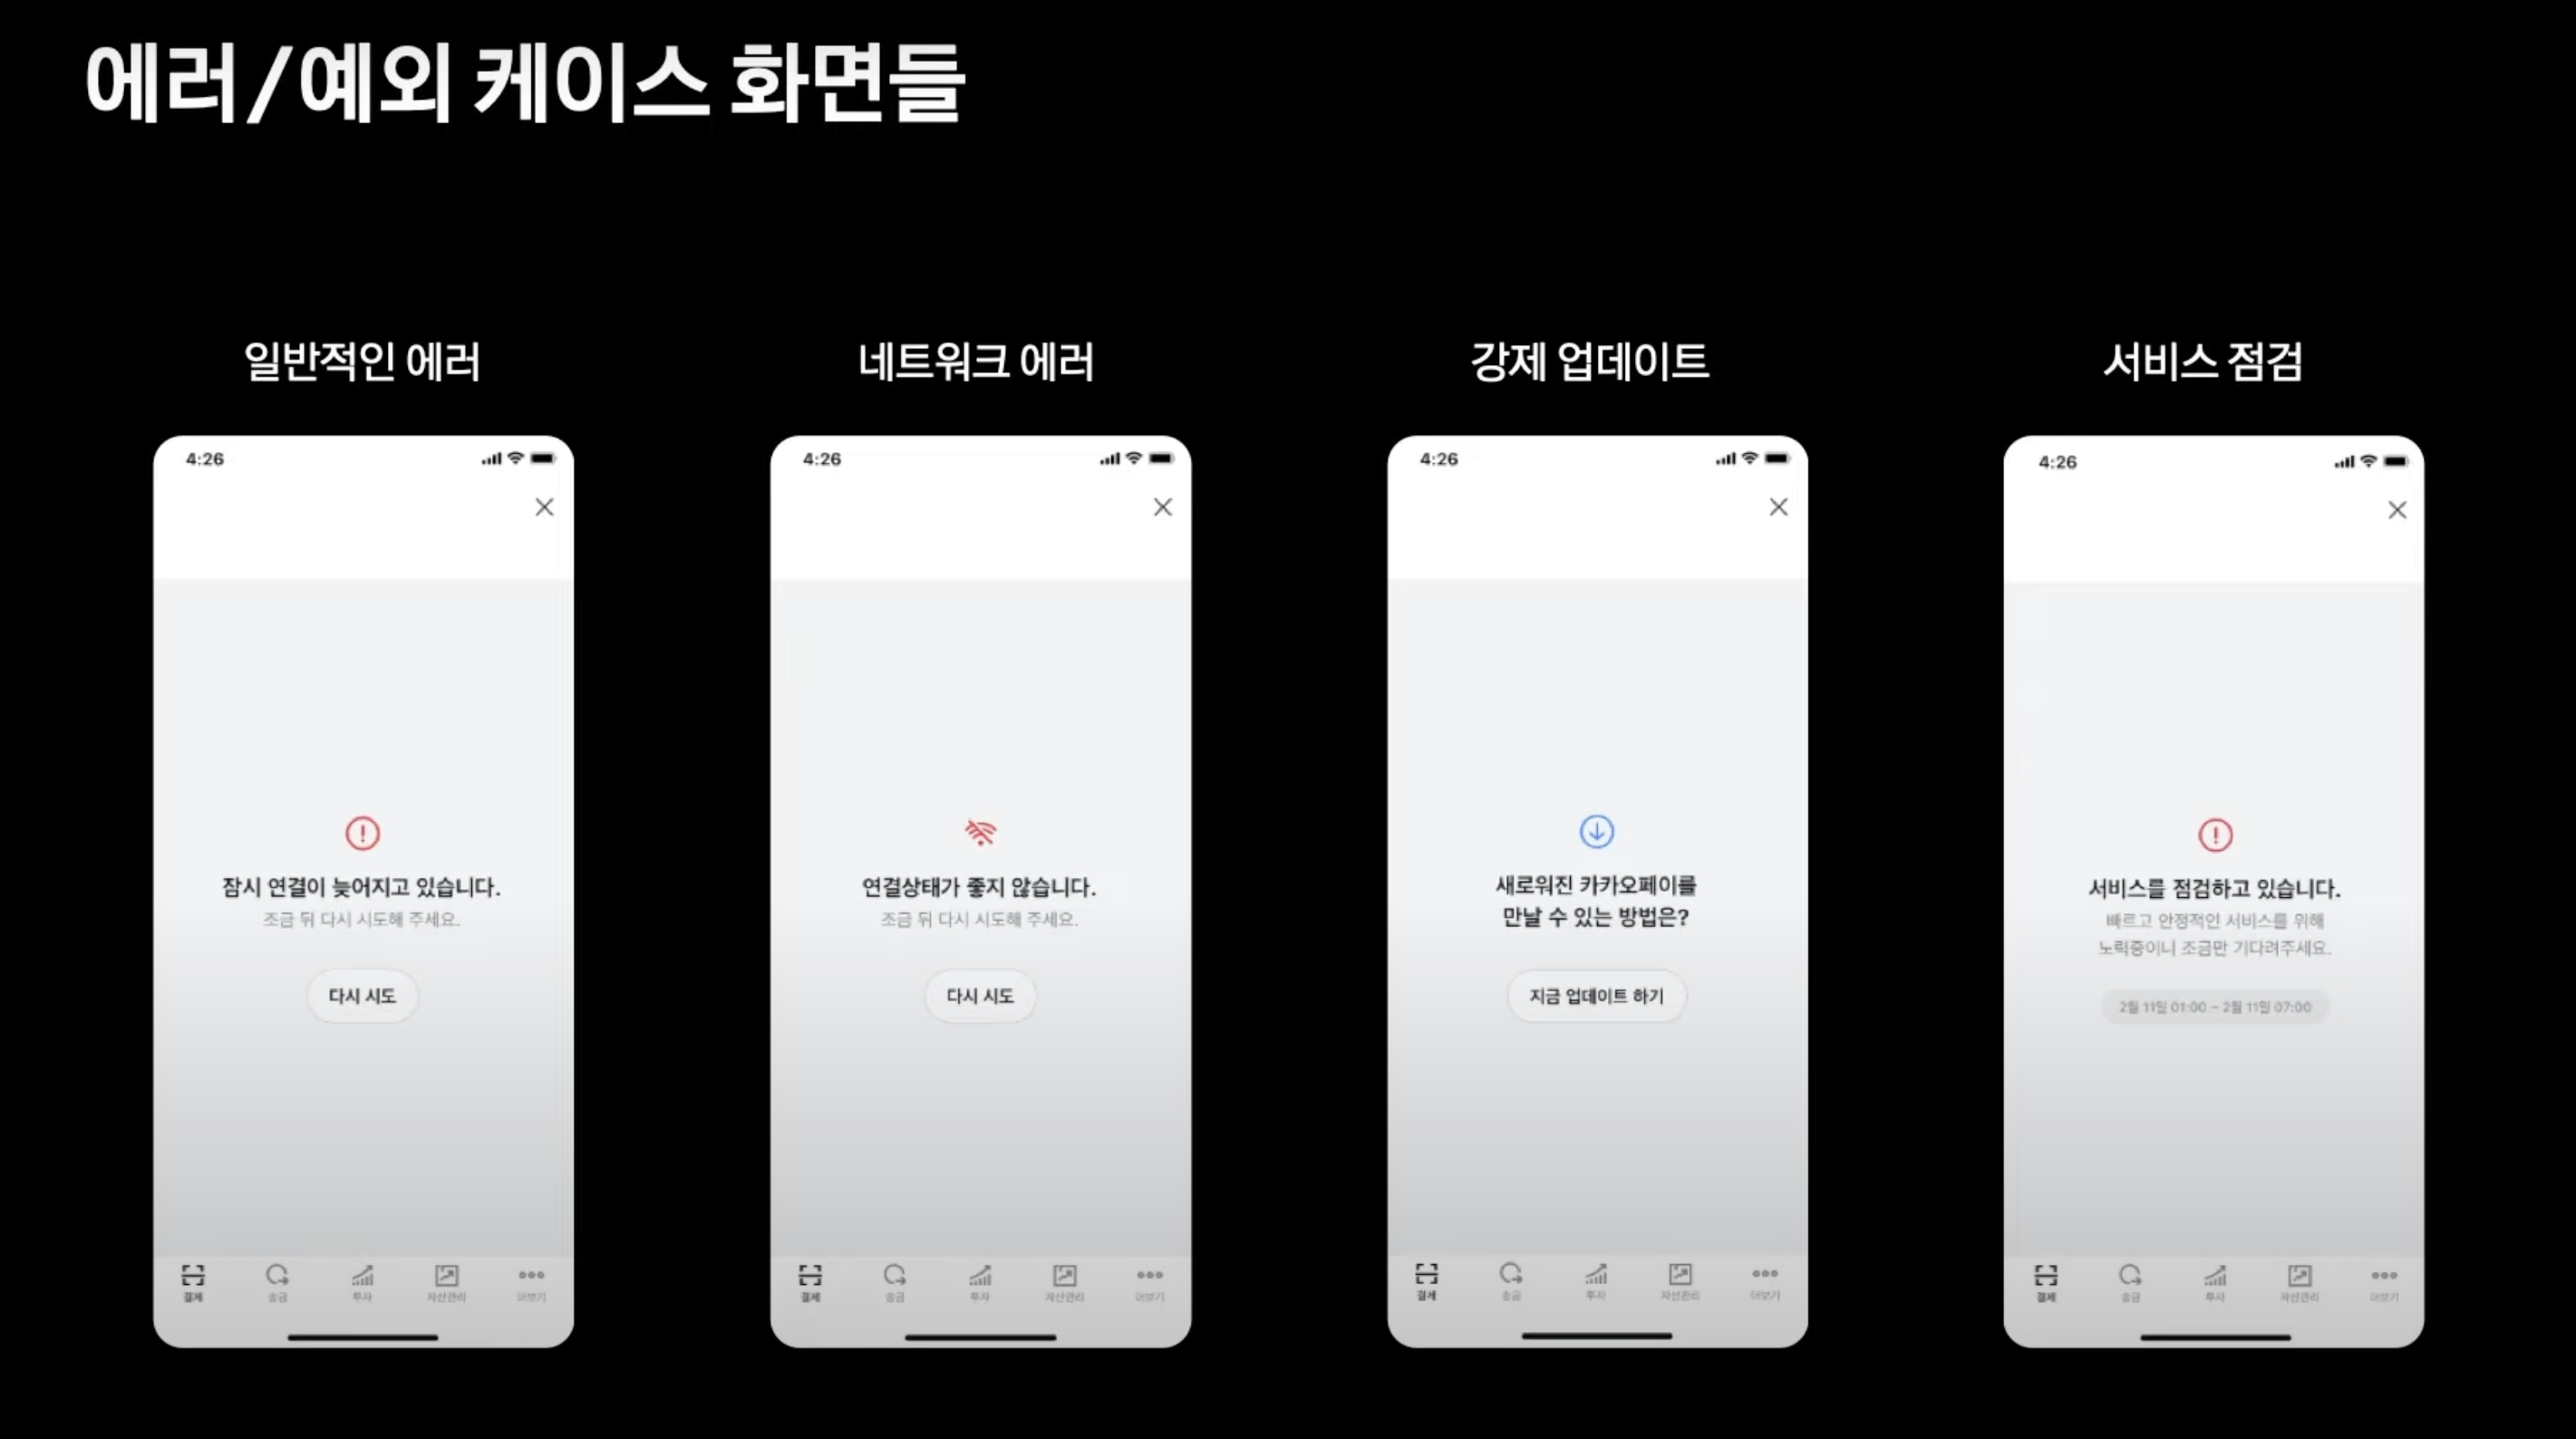 에러/예외 케이스 화면들
일반적인 에러
4:26
잠시 연결이 늦어지고 있습니다.
조금 뒤 다시 시도해 주세요.
다시 시도
결제 송금 투자 자산관리 더보기
네트워크 에러
4:26
연결상태가 좋지 않습니다.
조금 뒤 다시 시도해 주세요.
다시 시도
결제 송금 투자 자산관리 더보기
강제 업데이트
4:26
새로워진 카카오페이를
만날 수 있는 방법은?
지금 업데이트 하기
결제 송금 투자 자산관리 더보기
서비스 점검
4:26
서비스를 점검하고 있습니다.
빠르고 안정적인 서비스를 위해
노력중이니 조금만 기다려주세요.
2월 11일 01:00 ~ 2월 11일 07:00
결제 송금 투자 자산관리 더보기